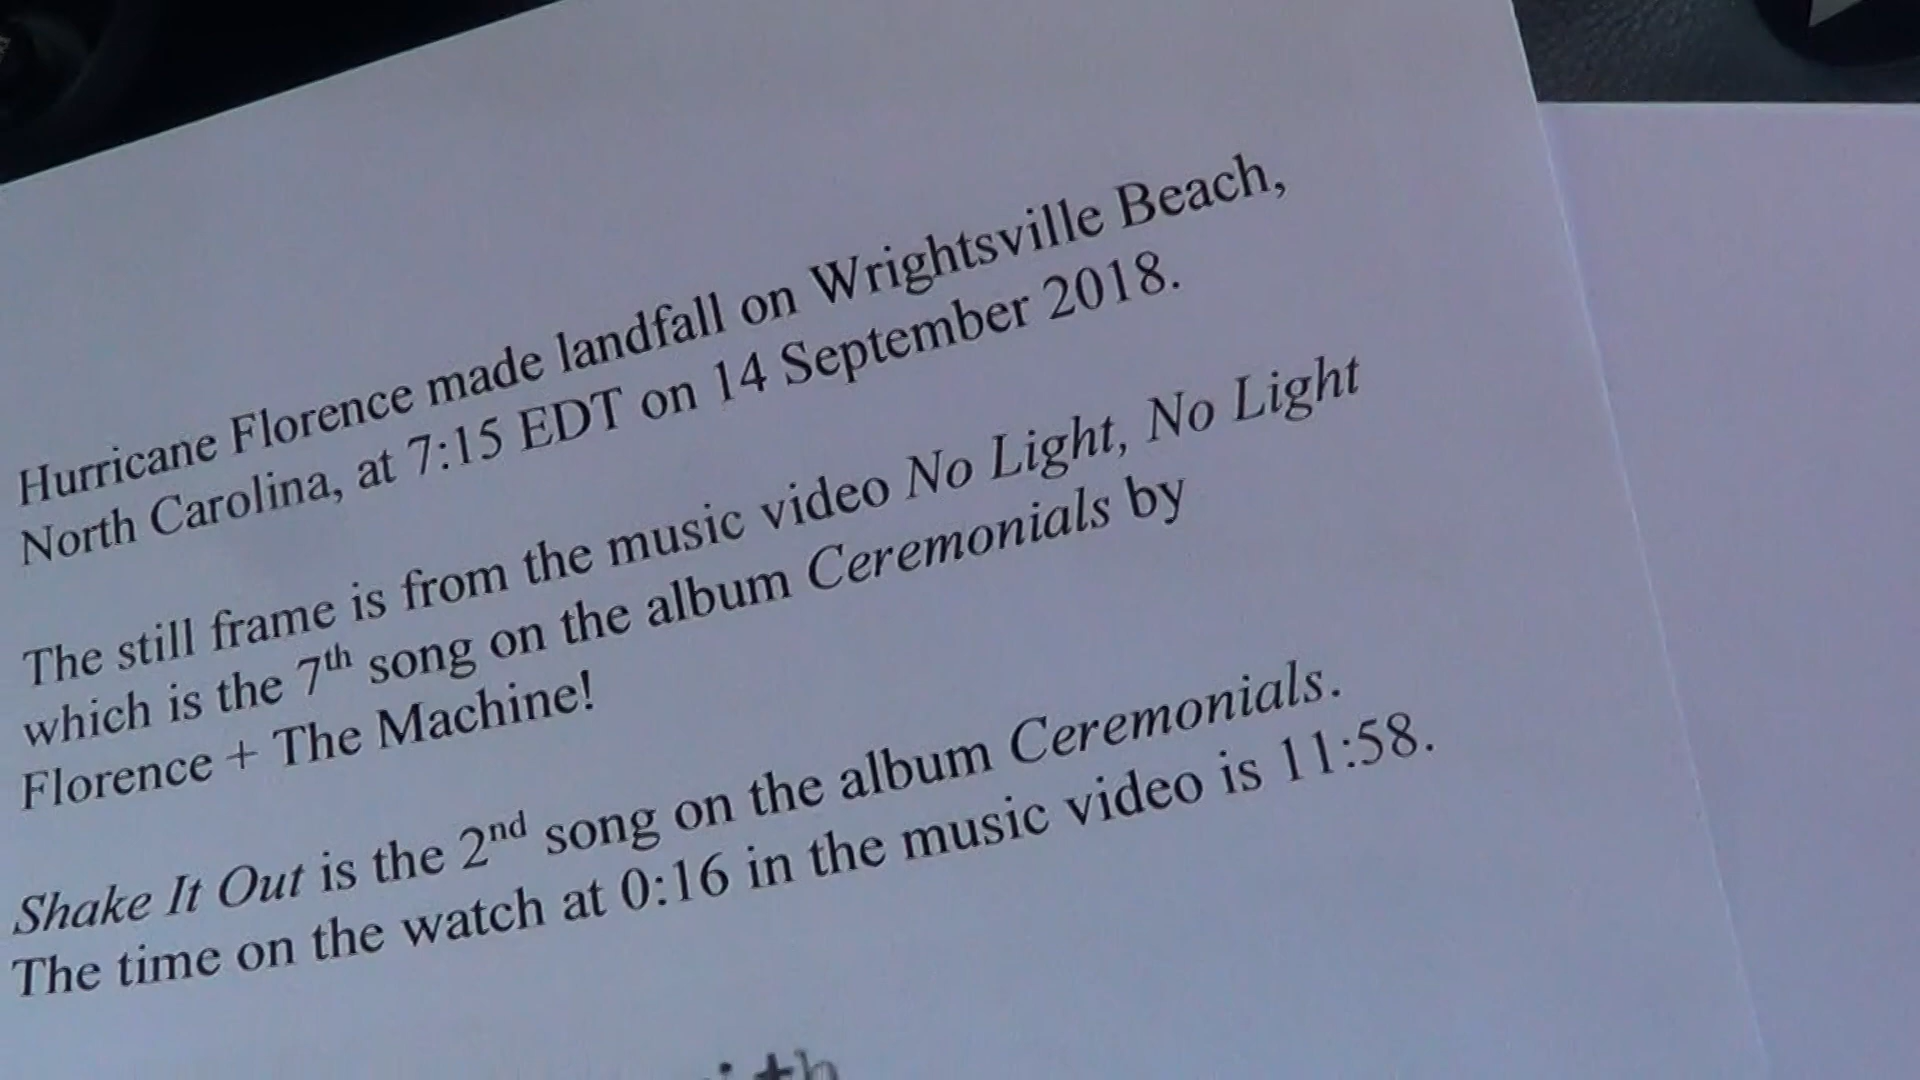 Hurricane Florence made landfall on Wrightsville Beach,
North Carolina, at 7:15 EDT on 14 September 2018.
The still frame is from the music video No Light, No Light
which is the 7th song on the album Ceremonials by
Florence + The Machine!
Shake It Out is the 2nd song on the album Ceremonials.
The time on the watch at 0:16 in the music video is 11:58.